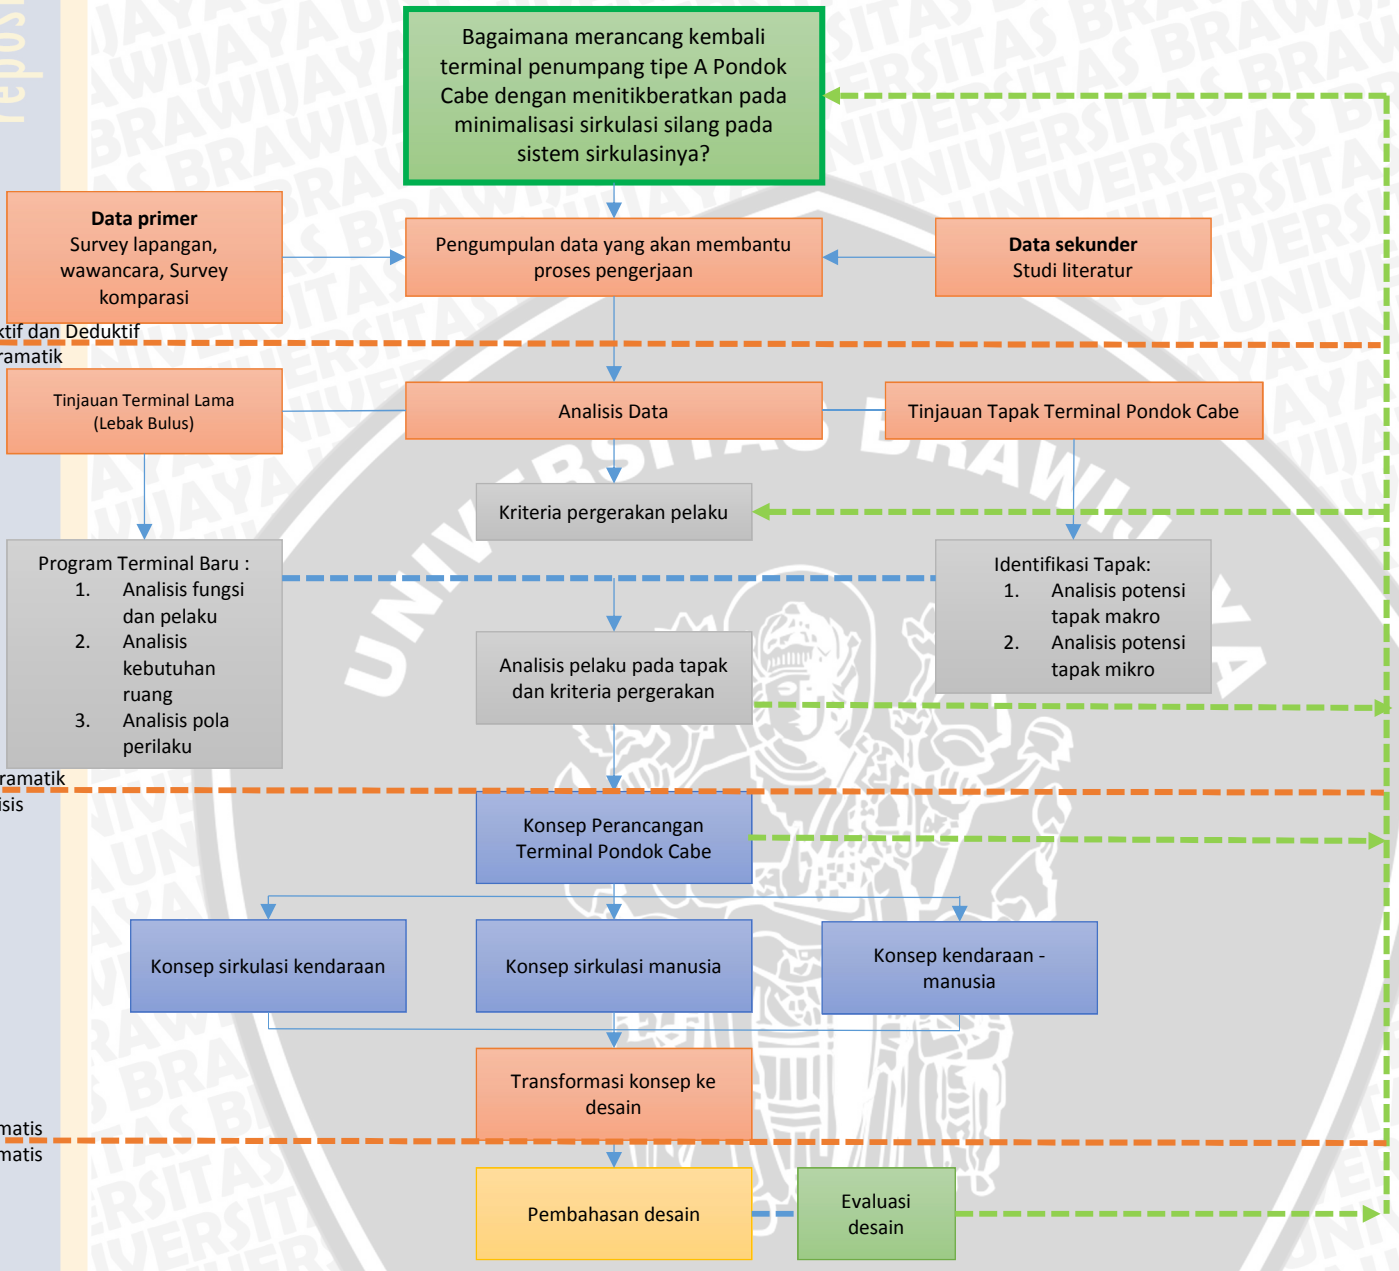 repos
Bagaimana merancang kembali
terminal penumpang tipe A Pondok
Cabe dengan menitikberatkan pada
minimalisasi sirkulasi silang pada
sistem sirkulasinya?
Data primer
Survey lapangan,
wawancara, Survey
komparasi
Pengumpulan data yang akan membantu
proses pengerjaan
Data sekunder
Studi literatur
ktif dan Deduktif
ramatik
Tinjauan Terminal Lama
(Lebak Bulus)
Analisis Data
Tinjauan Tapak Terminal Pondok Cabe
UNIVERSITAS BRAWIJAYA
Kriteria pergerakan pelaku
Program Terminal Baru :
1. Analisis fungsi
dan pelaku
2. Analisis
kebutuhan
ruang
3. Analisis pola
perilaku
Identifikasi Tapak:
1. Analisis potensi
tapak makro
2. Analisis potensi
tapak mikro
Analisis pelaku pada tapak
dan kriteria pergerakan
ramatik
isis
Konsep Perancangan
Terminal Pondok Cabe
Konsep sirkulasi kendaraan
Konsep sirkulasi manusia
Konsep kendaraan -
manusia
Transformasi konsep ke
desain
matis
matis
Pembahasan desain
Evaluasi
desain